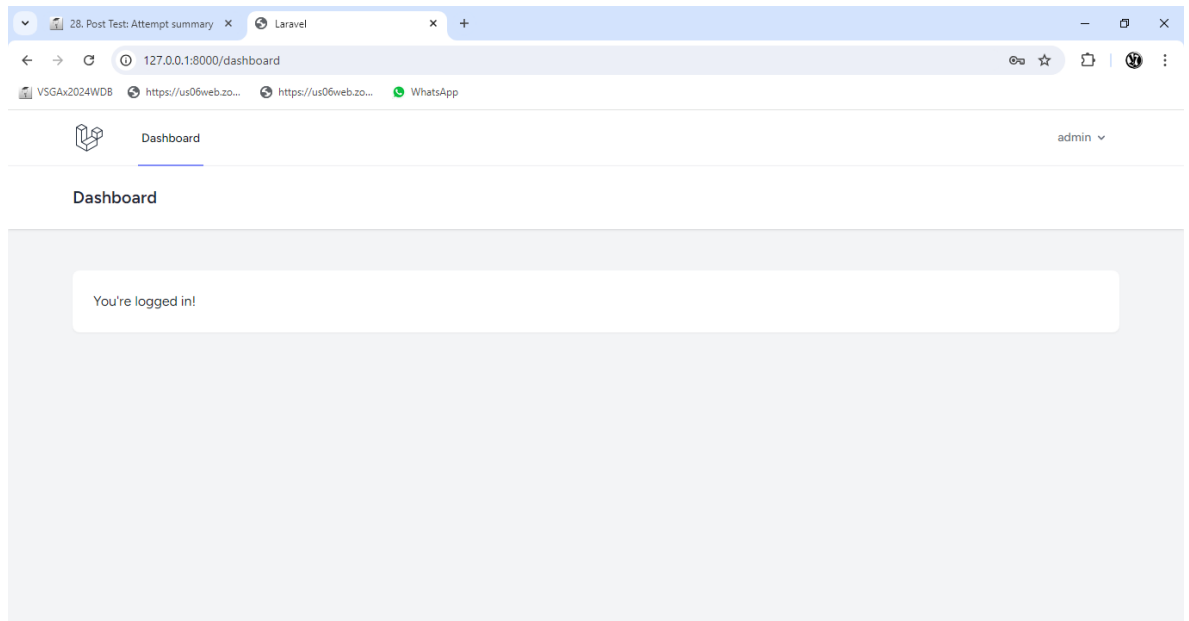 28. Post Test: Attempt summary
Laravel
127.0.0.1:8000/dashboard
VSGAx2024WDB
https://us06web.zo...
https://us06web.zo...
WhatsApp
Dashboard
admin
Dashboard
You're logged in!